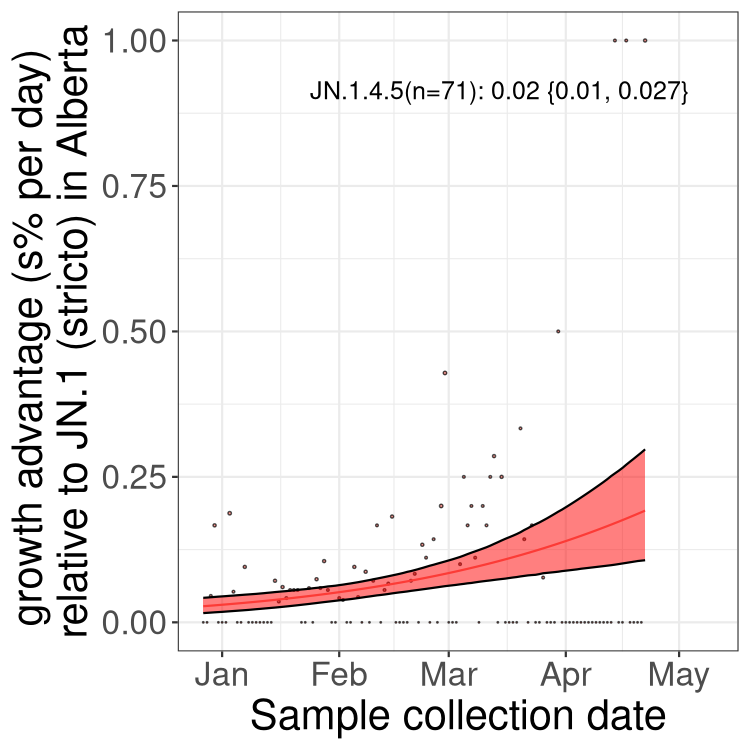 growth advantage (s% per day)
relative to JN.1 (stricto) in Alberta
1.00
0.75
0.50
0.25
0.00
JN.1.4.5(n=71): 0.02 {0.01, 0.027}
Jan Feb Mar Apr May
Sample collection date